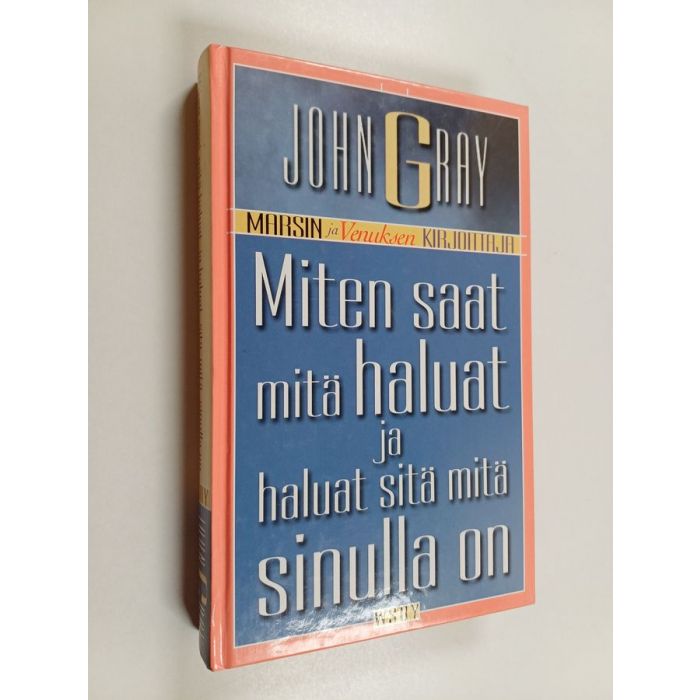 JOHN GRAY
MARSIN ja Venuksen KIRJOITTAJA
Miten saat
mitä haluat
ja
haluat sitä mitä
sinulla on
WSOY